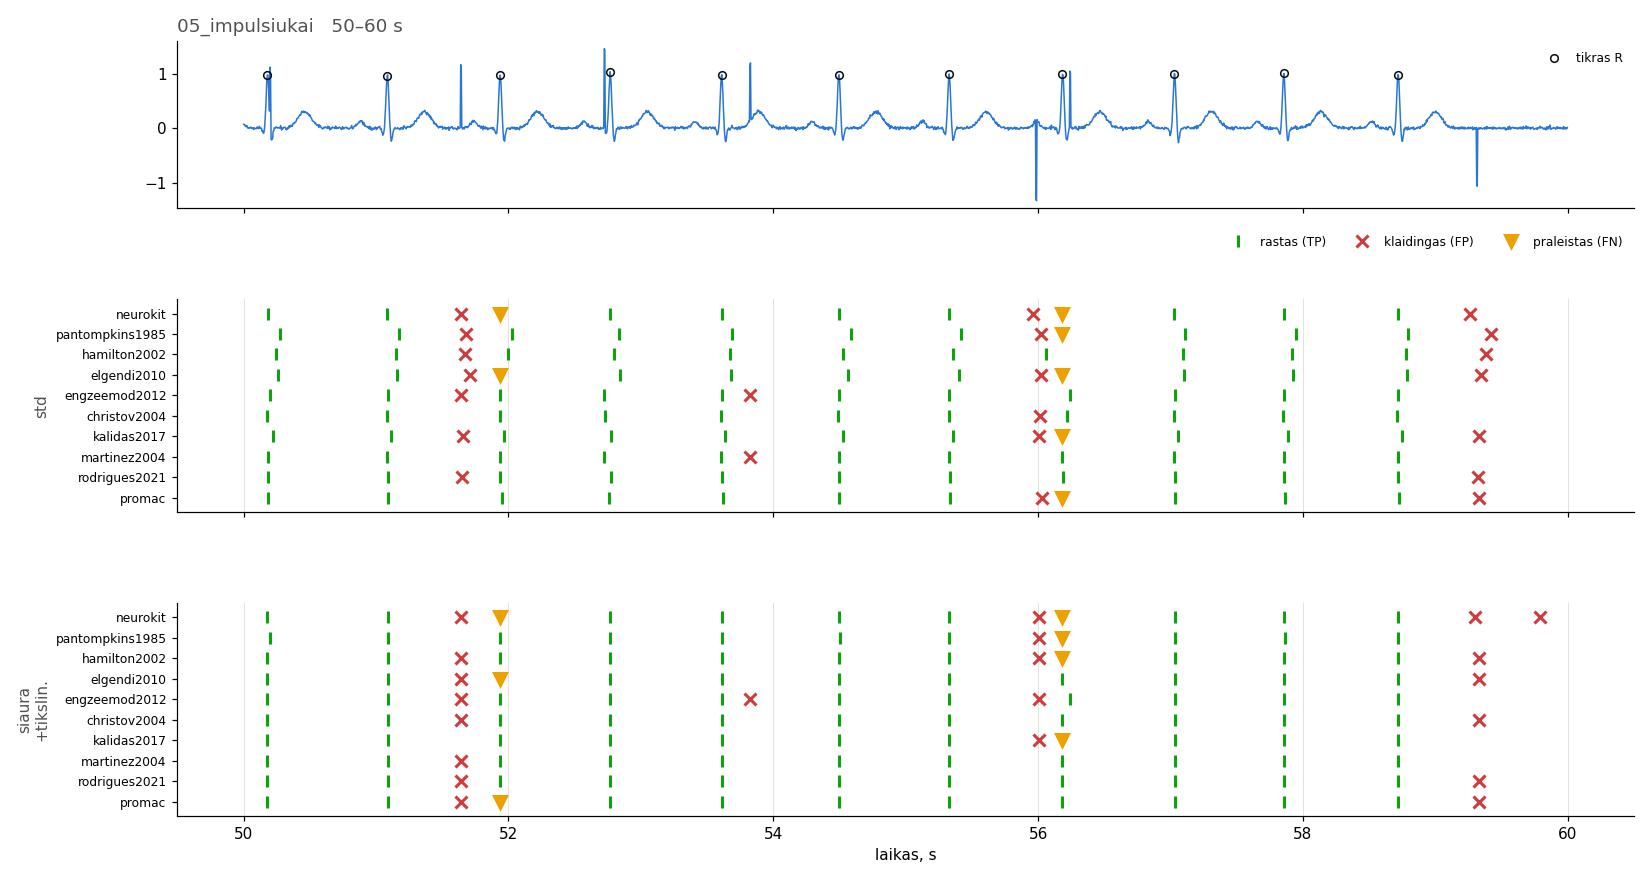 05_impulsiukai 50–60 s
tikras R
1
0
−1
rastas (TP) klaidingas (FP) praleistas (FN)
std
neurokit
pantompkins1985
hamilton2002
elgendi2010
engzeemod2012
christov2004
kalidas2017
martinez2004
rodrigues2021
promac
siaura
+tikslin.
neurokit
pantompkins1985
hamilton2002
elgendi2010
engzeemod2012
christov2004
kalidas2017
martinez2004
rodrigues2021
promac
50 52 54 56 58 60
laikas, s